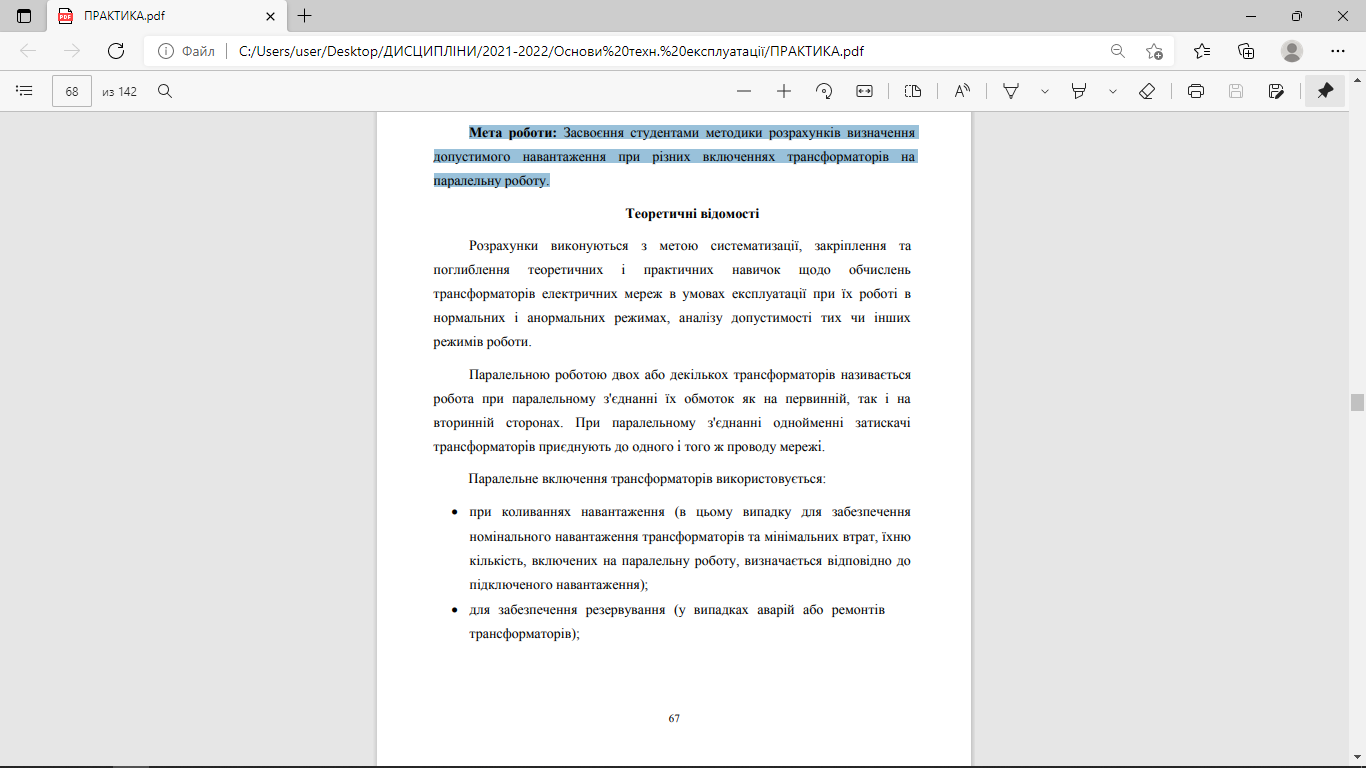 ПРАКТИКА.pdf
Файл
C:/Users/user/Desktop/ДИСЦИПЛІНИ/2021-2022/Основи%20техн.%20експлуатації/ПРАКТИКА.pdf
68 из 142
Мета роботи: Засвоєння студентами методики розрахунків визначення
допустимого навантаження при різних включеннях трансформаторів на
паралельну роботу.
Теоретичні відомості
Розрахунки виконуються з метою систематизації, закріплення та
поглиблення теоретичних і практичних навичок щодо обчислень
трансформаторів електричних мереж в умовах експлуатації при їх роботі в
нормальних і анормальних режимах, аналізу допустимості тих чи інших
режимів роботи.
Паралельною роботою двох або декількох трансформаторів називається
робота при паралельному з'єднанні їх обмоток як на первинній, так і на
вторинній сторонах. При паралельному з'єднанні однойменні затискачі
трансформаторів приєднують до одного і того ж проводу мережі.
Паралельне включення трансформаторів використовується:
• при коливаннях навантаження (в цьому випадку для забезпечення
номінального навантаження трансформаторів та мінімальних втрат, їхню
кількість, включених на паралельну роботу, визначається відповідно до
підключеного навантаження);
• для забезпечення резервування (у випадках аварій або ремонтів
трансформаторів);
67